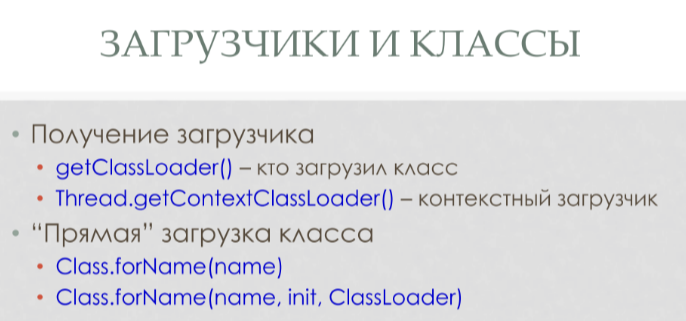 ЗАГРУЗЧИКИ И КЛАССЫ
• Получение загрузчика
• getClassLoader() – кто загрузил класс
• Thread.getContextClassLoader() – контекстный загрузчик
• “Прямая” загрузка класса
• Class.forName(name)
• Class.forName(name, init, ClassLoader)